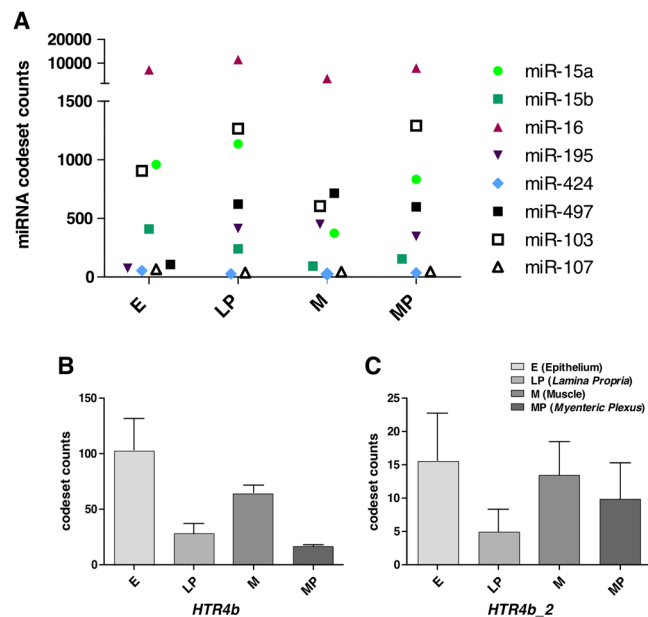 A
miRNA codeset counts
20000
10000
1500
1000
500
0
E
LP
M
MP
miR-15a
miR-15b
miR-16
miR-195
miR-424
miR-497
miR-103
miR-107
B
codeset counts
150
100
50
0
E
LP
M
MP
HTR4b
C
E (Epithelium)
LP (Lamina Propria)
M (Muscle)
MP (Myenteric Plexus)
codeset counts
25
20
15
10
5
0
E
LP
M
MP
HTR4b_2